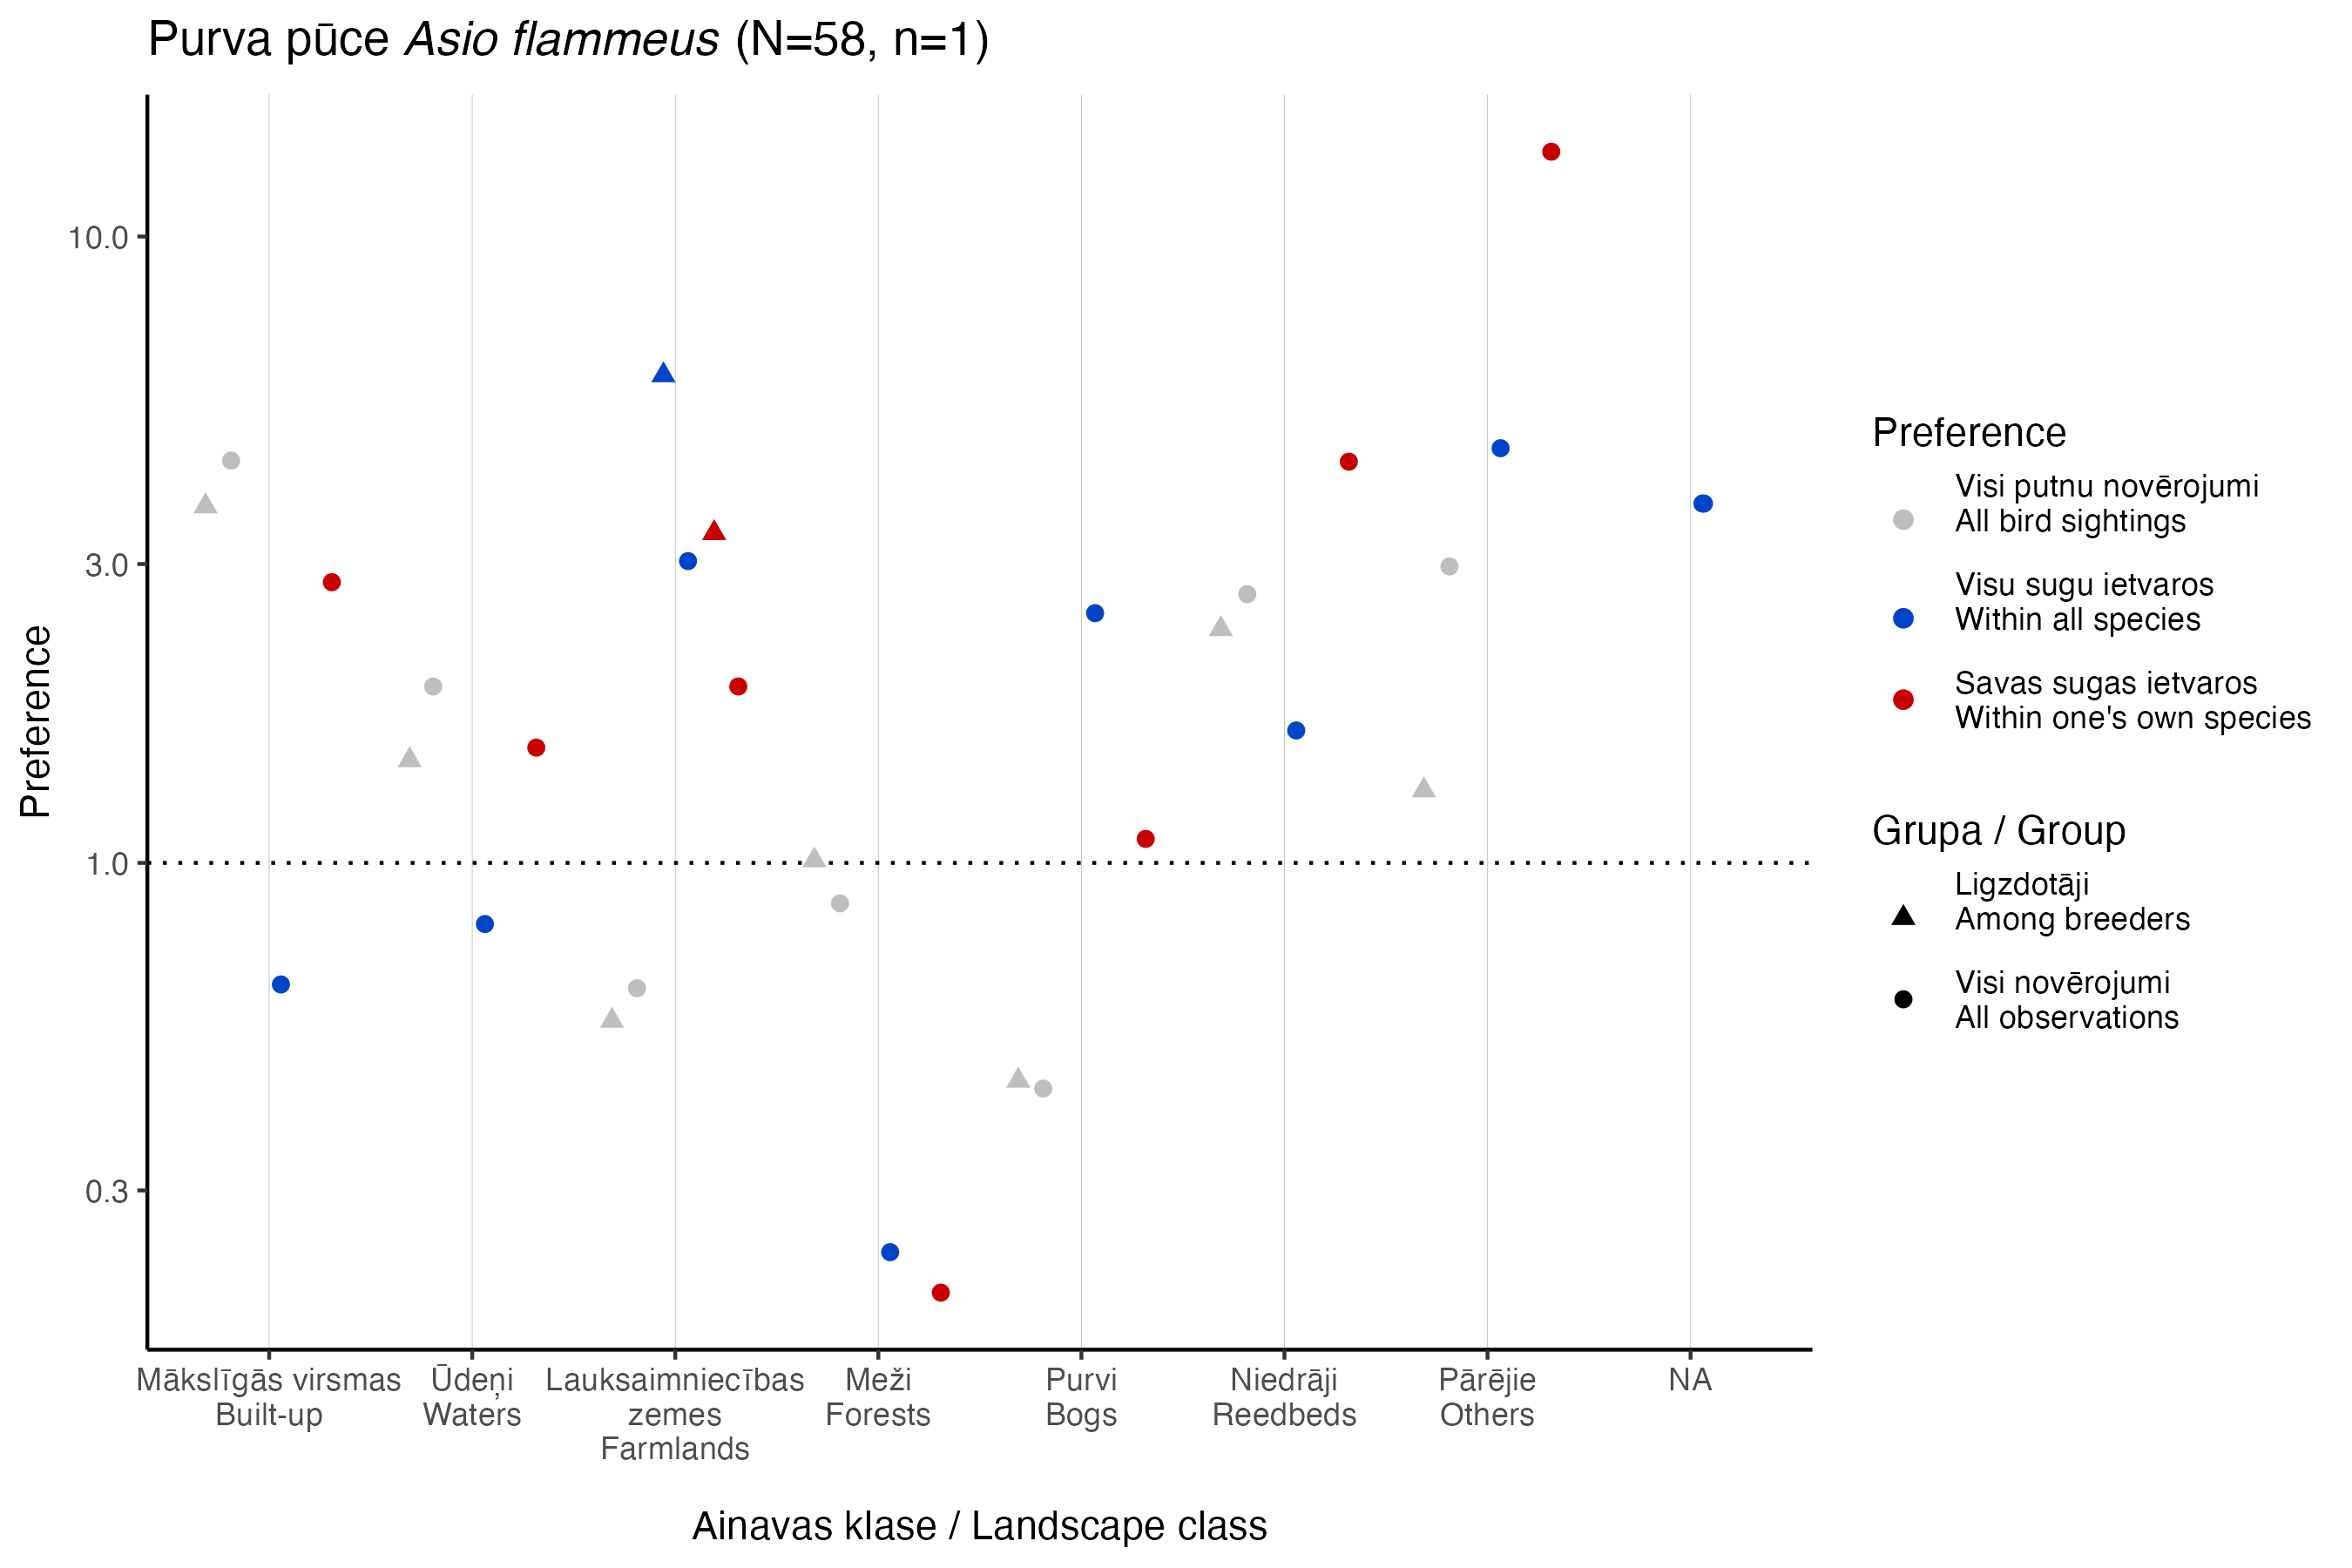 Purva pūce Asio flammeus (N=58, n=1)
Preference
10.0
3.0
1.0
0.3
Mākslīgās virsmas
Built-up
Ūdeņi
Waters
Lauksaimniecības
zemes
Farmlands
Meži
Forests
Purvi
Bogs
Niedrāji
Reedbeds
Pārējie
Others
NA
Ainavas klase / Landscape class
Preference
Visi putnu novērojumi
All bird sightings
Visu sugu ietvaros
Within all species
Savas sugas ietvaros
Within one's own species
Grupa / Group
Ligzdotāji
Among breeders
Visi novērojumi
All observations